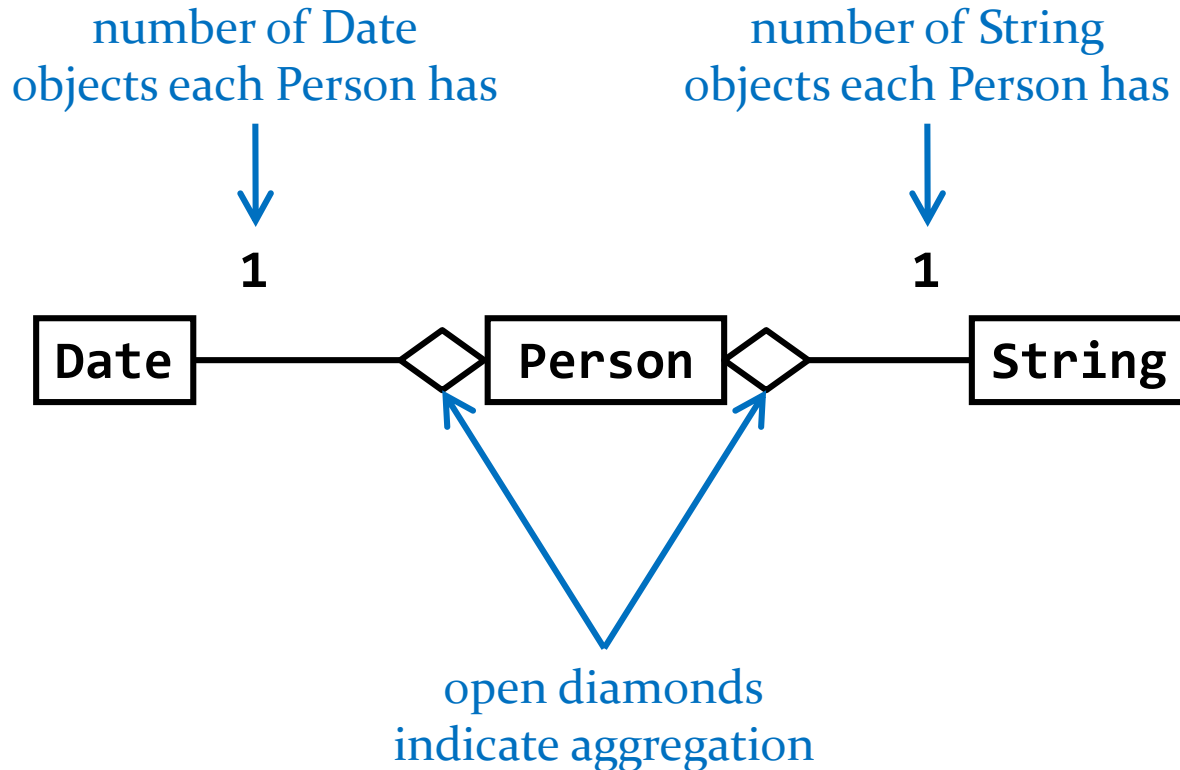 number of Date
objects each Person has
number of String
objects each Person has
1
1
Date
Person
String
open diamonds
indicate aggregation